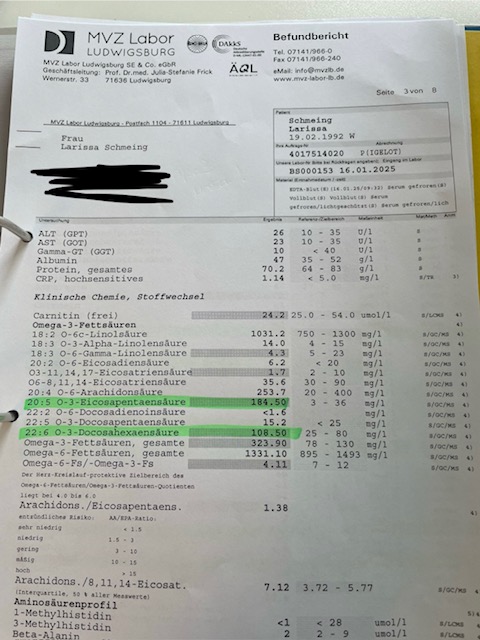 MVZ Labor
LUDWIGSBURG
DAkkS
ÄQL
MVZ Labor Ludwigsburg SE & Co. eGbR
Geschäftsleitung: Prof. Dr.med. Julia-Stefanie Frick
Wernerstr. 33 71636 Ludwigsburg
Befundbericht
Tel. 07141/966-0
Fax 07141/966-240
eMail: info@mvzlb.de
www.mvz-labor-lb.de
Seite 3 von 8
MVZ Labor Ludwigsburg - Postfach 1104 - 71611 Ludwigsburg
Frau
Larissa Schmeing
Patient
Schmeing
Larissa
19.02.1992 W
Ihre Auftrags-Nr. Abrechnung
4017514020 P(IGELOT)
Unsere Labor-Nr (bitte bei Rückfragen angeben) Eingang im Labor
BS000153 16.01.2025
Material (Entnahmedatum / -zeit)
EDTA-Blut(B) Serum gefroren(S)
Vollblut(S) Vollblut(S) Serum
gefroren/lichtgeschützt(S) gefroren/lich
Untersuchung Ergebnis Referenz-/Zielbereich Maßeinheit Mat/Meth Anm
ALT (GPT) 26 10 - 35 U/l S
AST (GOT) 23 10 - 35 U/l S
Gamma-GT (GGT) 10 < 40 U/l S
Albumin 47 35 - 52 g/l S
Protein, gesamtes 70.2 64 - 83 g/l S
CRP, hochsensitives 1.14 < 5.0 mg/l S/TR 3)
Klinische Chemie, Stoffwechsel
Carnitin (frei) 24.2 25.0 - 54.0 umol/l S/LCMS 4)
Omega-3-Fettsäuren S/GC/MS 4)
18:2 O-6c-Linolsäure 1031.2 750 - 1300 mg/l S/GC/MS 4)
18:3 O-3-Alpha-Linolensäure 14.0 4 - 15 mg/l S/GC/MS 4)
18:3 O-6-Gamma-Linolensäure 4.3 5 - 23 mg/l S/GC/MS 4)
20:2 O-6-Eicosadiensäure 6.2 < 20 mg/l S/GC/MS 4)
O3-11,14,17-Eicosatriensäure 1.7 2 - 10 mg/l S/GC/MS 4)
O6-8,11,14-Eicosatriensäure 35.6 30 - 90 mg/l S/GC/MS 4)
20:4 O-6-Arachidonsäure 253.7 200 - 400 mg/l S/GC/MS 4)
20:5 O-3-Eicosapentaensäure 184.50 3 - 36 mg/l S/GC/MS 4)
22:2 O-6-Docosadienoinsäure <1.6 mg/l S/GC/MS 4)
22:5 O-3-Docosapentaensäure 15.2 < 25 mg/l S/GC/MS 4)
22:6 O-3-Docosahexaensäure 108.50 25 - 80 mg/l S/GC/MS 4)
Omega-3-Fettsäuren, gesamte 323.90 78 - 130 mg/l S/GC/MS 4)
Omega-6-Fettsäuren, gesamte 1331.10 895 - 1493 mg/l S/GC/MS 4)
Omega-6-Fs/-Omega-3-Fs 4.11 7 - 12 S/GC/MS 4)
Der Herz-Kreislauf-protektive Zielbereich des
Omega-6-Fettsäuren/Omega-3-Fettsäuren-Quotienten
liegt bei 4.0 bis 6.0
Arachidons./Eicosapentaens. 1.38 4)
entzündliches Risiko: AA/EPA-Ratio:
sehr niedrig < 1.5
niedrig 1.5 - 3
gering 3 - 10
mäßig 10 - 15
hoch > 15
Arachidons./8,11,14-Eicosat. 7.12 3.72 - 5.77 S/GC/MS 4)
(Interquartile, 50 % aller Messwerte)
Aminosäurenprofil
1-Methylhistidin 5)4)
3-Methylhistidin <1 < 28 umol/l S/LCMS
Beta-Alanin 2 2 - 9 umol/l